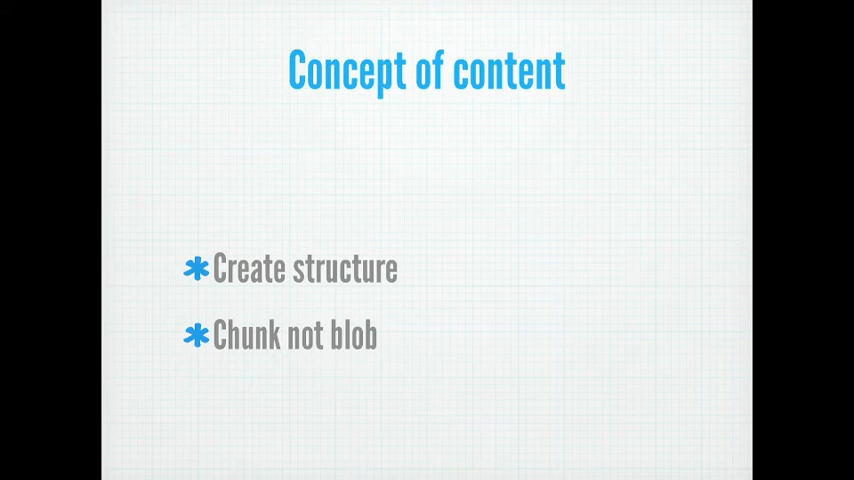 Concept of content
* Create structure
* Chunk not blob